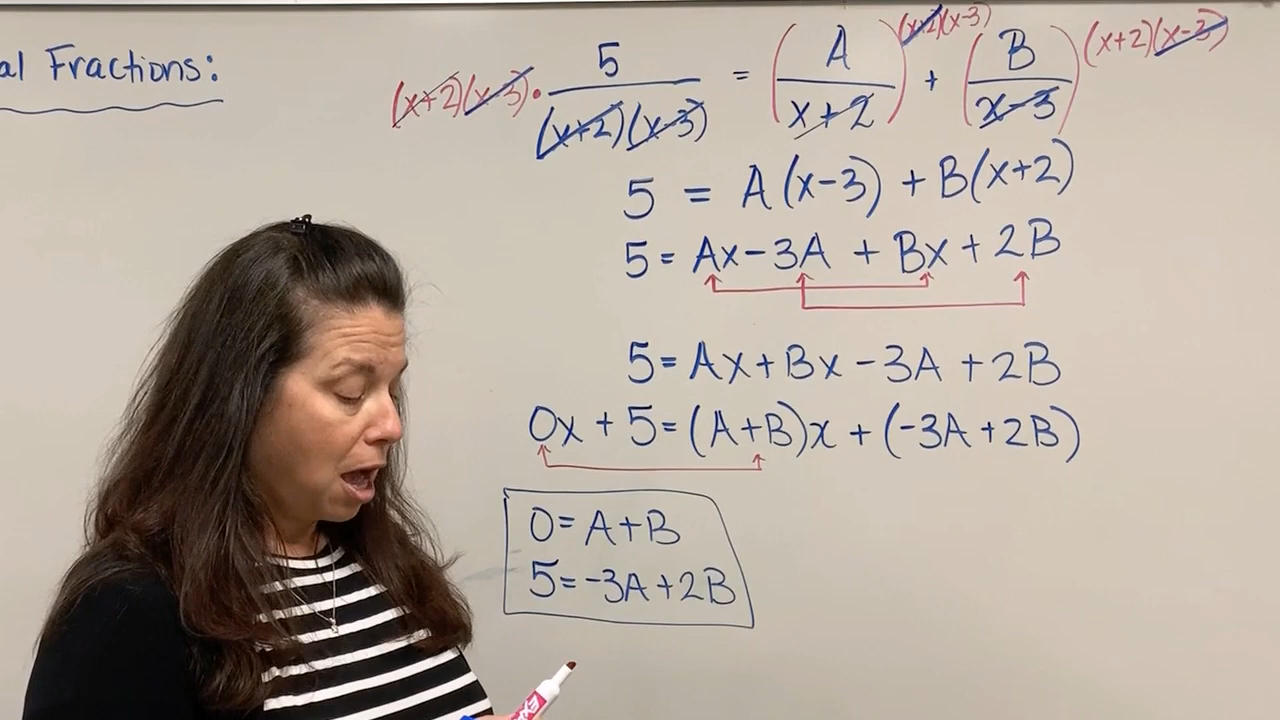 al Fractions:
(x+2)(x-3) • 5/((x+2)(x-3)) = (A/(x+2))(x+2)(x-3) + (B/(x-3))(x+2)(x-3)
5 = A(x-3) + B(x+2)
5 = Ax - 3A + Bx + 2B
5 = Ax + Bx - 3A + 2B
0x + 5 = (A+B)x + (-3A + 2B)
0 = A+B
5 = -3A + 2B
EXP